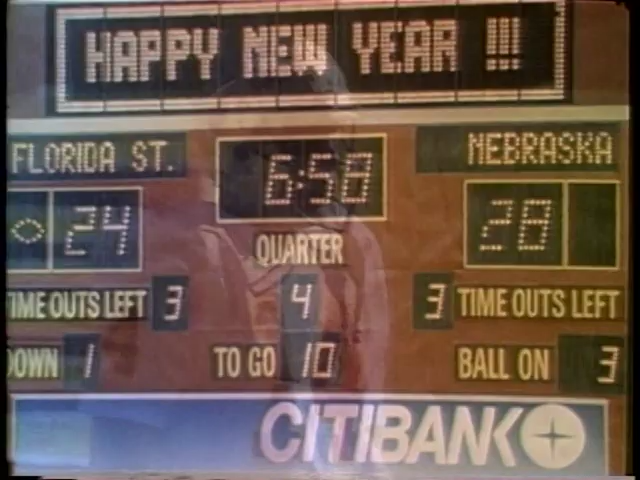 HAPPY NEW YEAR !!!
FLORIDA ST. 6:58 NEBRASKA
24 QUARTER 28
TIME OUTS LEFT 3 4 3 TIME OUTS LEFT
DOWN 1 TO GO 10 BALL ON 3
CITIBANK